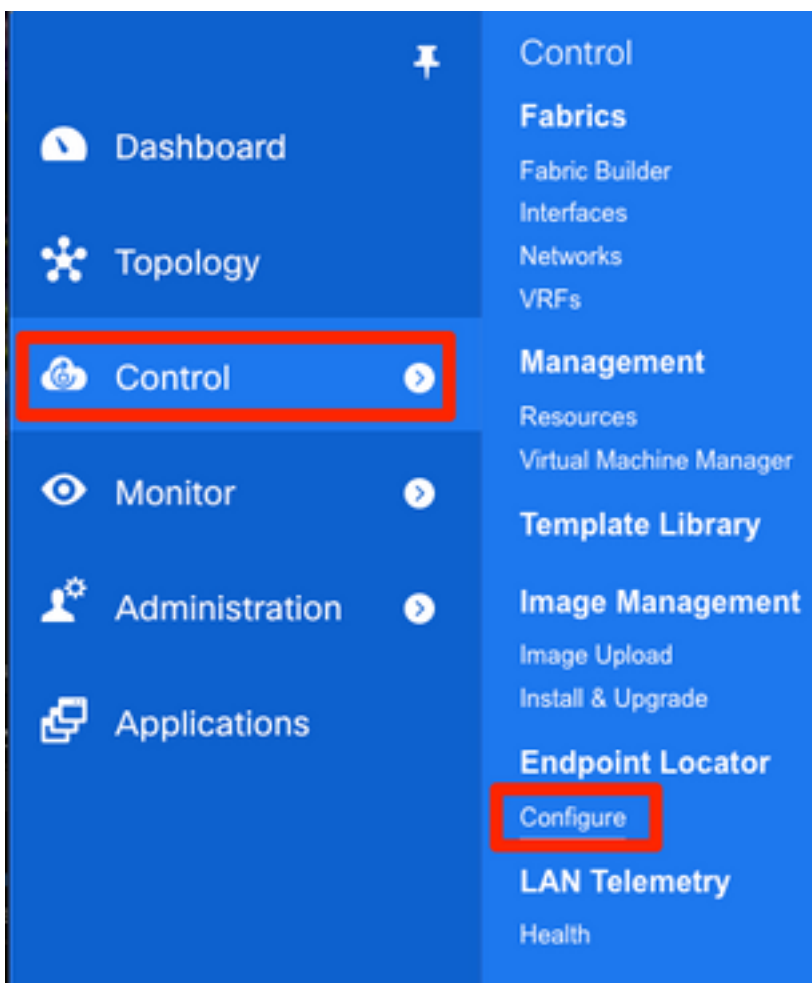 Dashboard
Topology
Control
Monitor
Administration
Applications
Control
Fabrics
Fabric Builder
Interfaces
Networks
VRFs
Management
Resources
Virtual Machine Manager
Template Library
Image Management
Image Upload
Install & Upgrade
Endpoint Locator
Configure
LAN Telemetry
Health